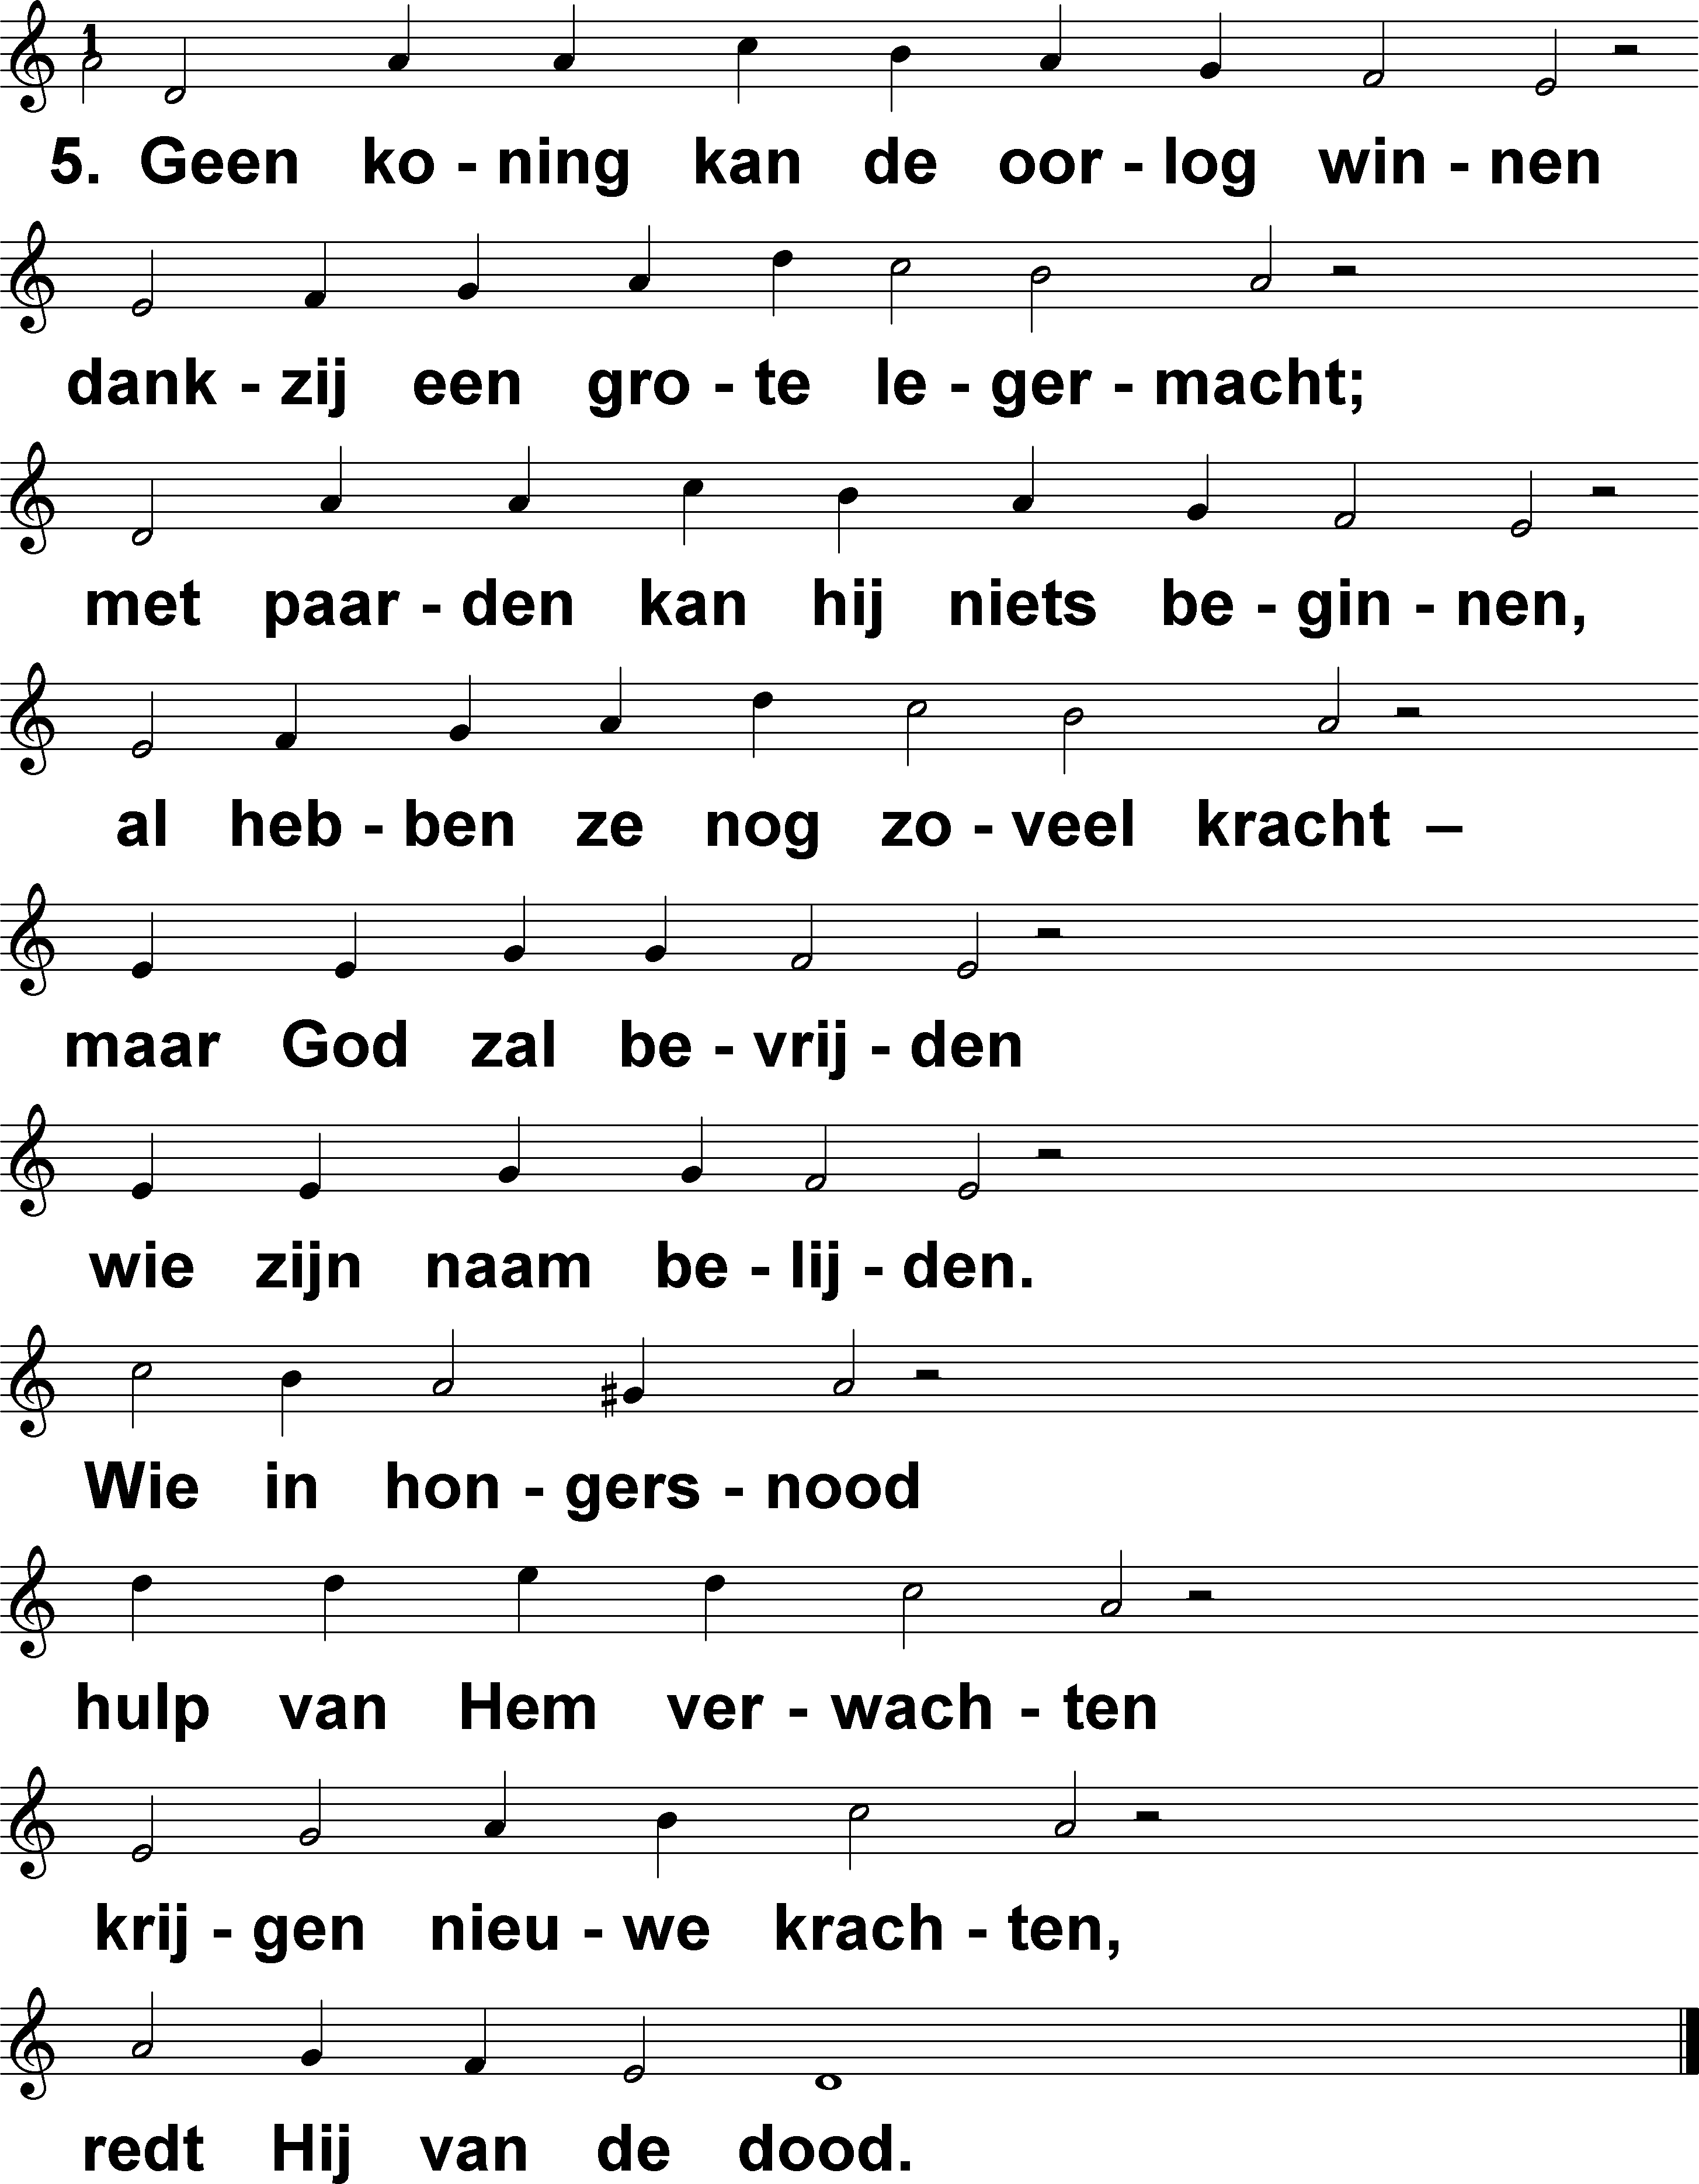 1
5. Geen ko - ning kan de oor - log win - nen
dank - zij een gro - te le - ger - macht;
met paar - den kan hij niets be - gin - nen,
al heb - ben ze nog zo - veel kracht –
maar God zal be - vrij - den
wie zijn naam be - lij - den.
Wie in hon - gers - nood
hulp van Hem ver - wach - ten
krij - gen nieu - we krach - ten,
redt Hij van de dood.